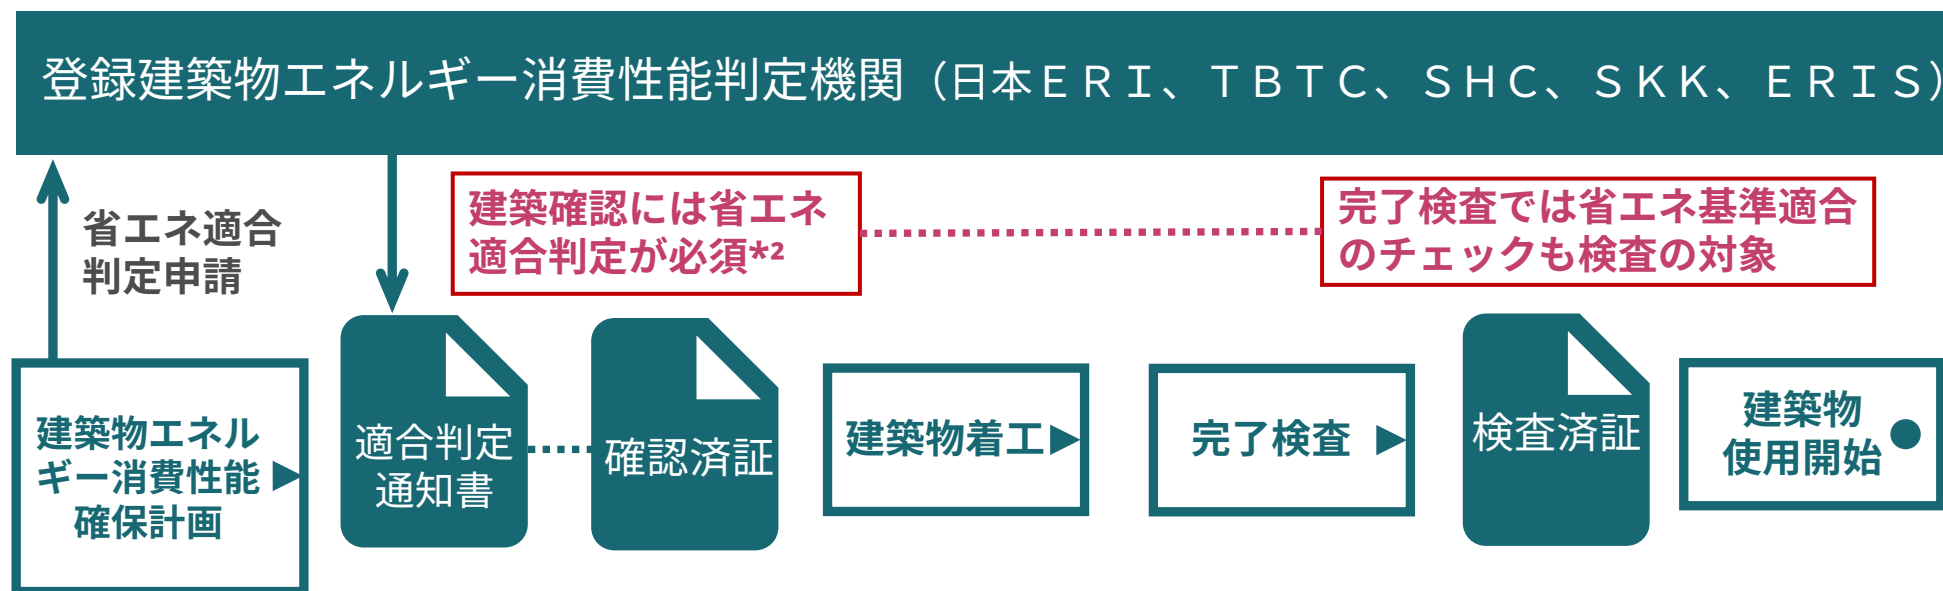 登録建築物エネルギー消費性能判定機関（日本ＥＲＩ、ＴＢＴＣ、ＳＨＣ、ＳＫＫ、ＥＲＩＳ）
省エネ適合
判定申請
建築確認には省エネ
適合判定が必須*²
完了検査では省エネ基準適合
のチェックも検査の対象
建築物エネル
ギー消費性能
確保計画
適合判定
通知書
確認済証
建築物着工
完了検査
検査済証
建築物
使用開始